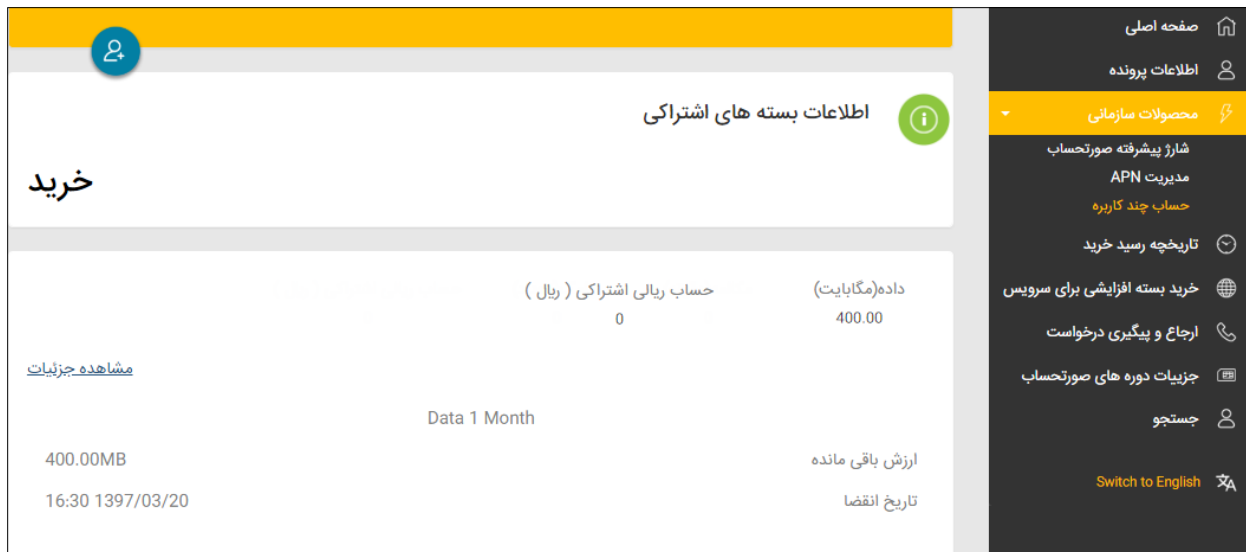 صفحه اصلی
اطلاعات پرونده
محصولات سازمانی
شارژ پیشرفته صورتحساب
مدیریت APN
حساب چند کاربره
تاریخچه رسید خرید
خرید بسته افزایشی برای سرویس
ارجاع و پیگیری درخواست
جزییات دوره های صورتحساب
جستجو
Switch to English
اطلاعات بسته های اشتراکی
خرید
داده(مگابایت) حساب ریالی اشتراکی ( ریال )
400.00 0
مشاهده جزئیات
Data 1 Month
ارزش باقی مانده 400.00MB
تاریخ انقضا 16:30 1397/03/20